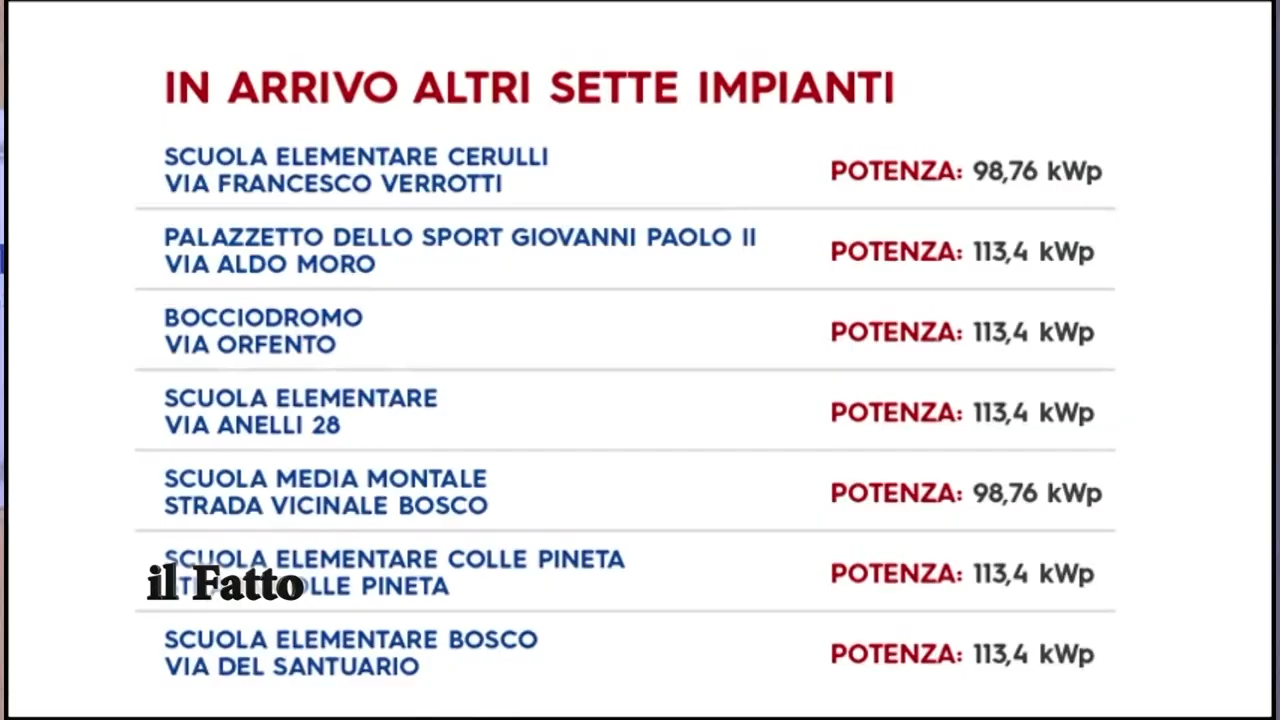 IN ARRIVO ALTRI SETTE IMPIANTI
SCUOLA ELEMENTARE CERULLI
VIA FRANCESCO VERROTTI
POTENZA: 98,76 kWp
PALAZZETTO DELLO SPORT GIOVANNI PAOLO II
VIA ALDO MORO
POTENZA: 113,4 kWp
BOCCIODROMO
VIA ORFENTO
POTENZA: 113,4 kWp
SCUOLA ELEMENTARE
VIA ANELLI 28
POTENZA: 113,4 kWp
SCUOLA MEDIA MONTALE
STRADA VICINALE BOSCO
POTENZA: 98,76 kWp
SCUOLA ELEMENTARE COLLE PINETA
PINETA
POTENZA: 113,4 kWp
il Fatto
SCUOLA ELEMENTARE BOSCO
VIA DEL SANTUARIO
POTENZA: 113,4 kWp